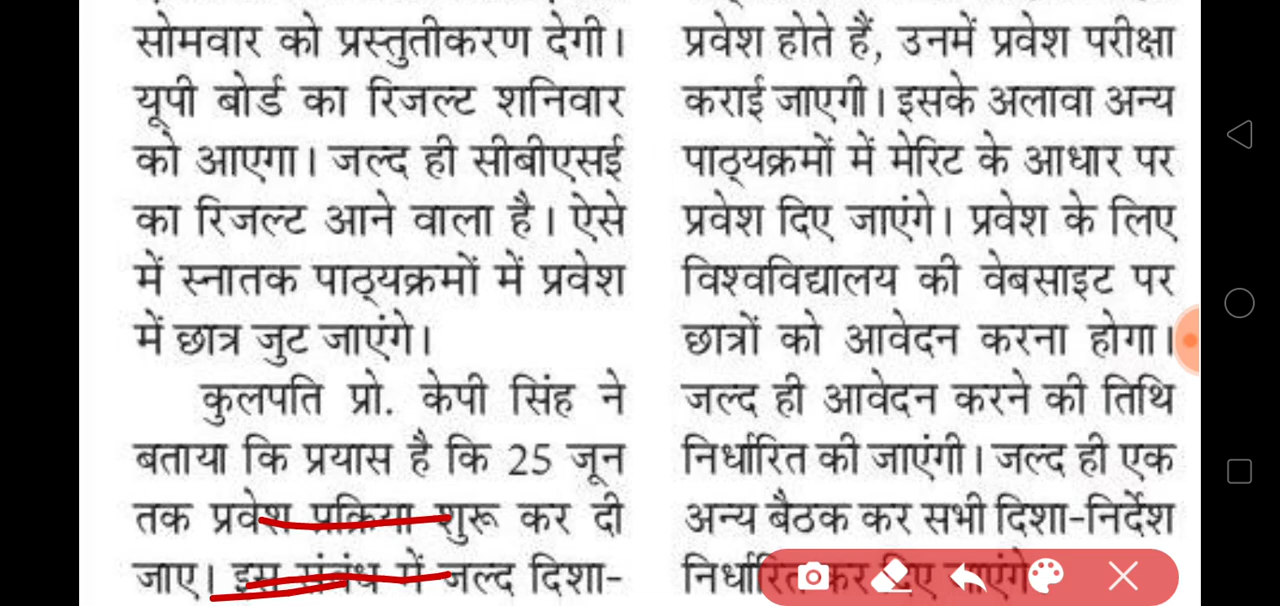 सोमवार को प्रस्तुतीकरण देगी।
यूपी बोर्ड का रिजल्ट शनिवार
को आएगा। जल्द ही सीबीएसई
का रिजल्ट आने वाला है। ऐसे
में स्नातक पाठ्यक्रमों में प्रवेश
में छात्र जुट जाएंगे।
कुलपति प्रो. केपी सिंह ने
बताया कि प्रयास है कि 25 जून
तक प्रवेश प्रक्रिया शुरू कर दी
जाए। इस संबंध में जल्द दिशा-
प्रवेश होते हैं, उनमें प्रवेश परीक्षा
कराई जाएगी। इसके अलावा अन्य
पाठ्यक्रमों में मेरिट के आधार पर
प्रवेश दिए जाएंगे। प्रवेश के लिए
विश्वविद्यालय की वेबसाइट पर
छात्रों को आवेदन करना होगा।
जल्द ही आवेदन करने की तिथि
निर्धारित की जाएंगी। जल्द ही एक
अन्य बैठक कर सभी दिशा-निर्देश
निर्धारित कर दिए जाएंगे